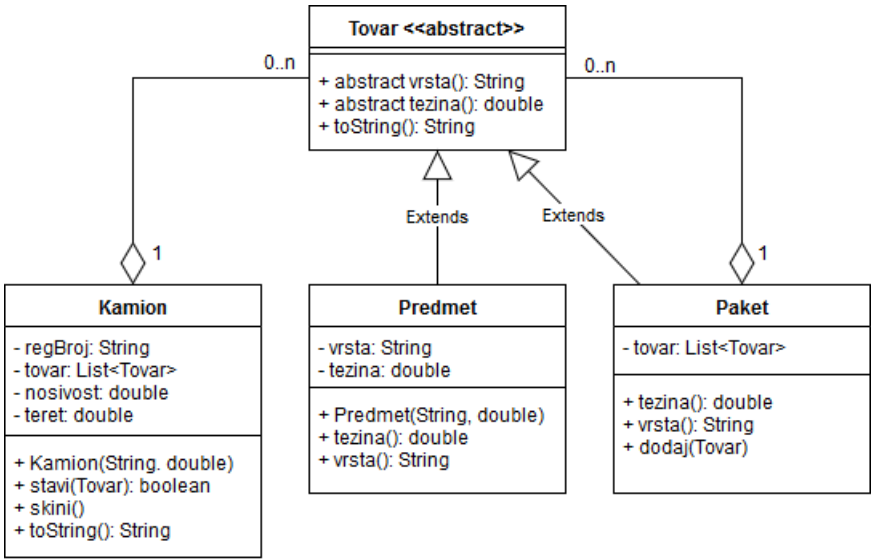 Tovar <<abstract>>
+ abstract vrsta(): String
+ abstract tezina(): double
+ toString(): String
0..n
0..n
Extends
Extends
1
1
Kamion
- regBroj: String
- tovar: List<Tovar>
- nosivost: double
- teret: double
+ Kamion(String. double)
+ stavi(Tovar): boolean
+ skini()
+ toString(): String
Predmet
- vrsta: String
- tezina: double
+ Predmet(String, double)
+ tezina(): double
+ vrsta(): String
Paket
- tovar: List<Tovar>
+ tezina(): double
+ vrsta(): String
+ dodaj(Tovar)